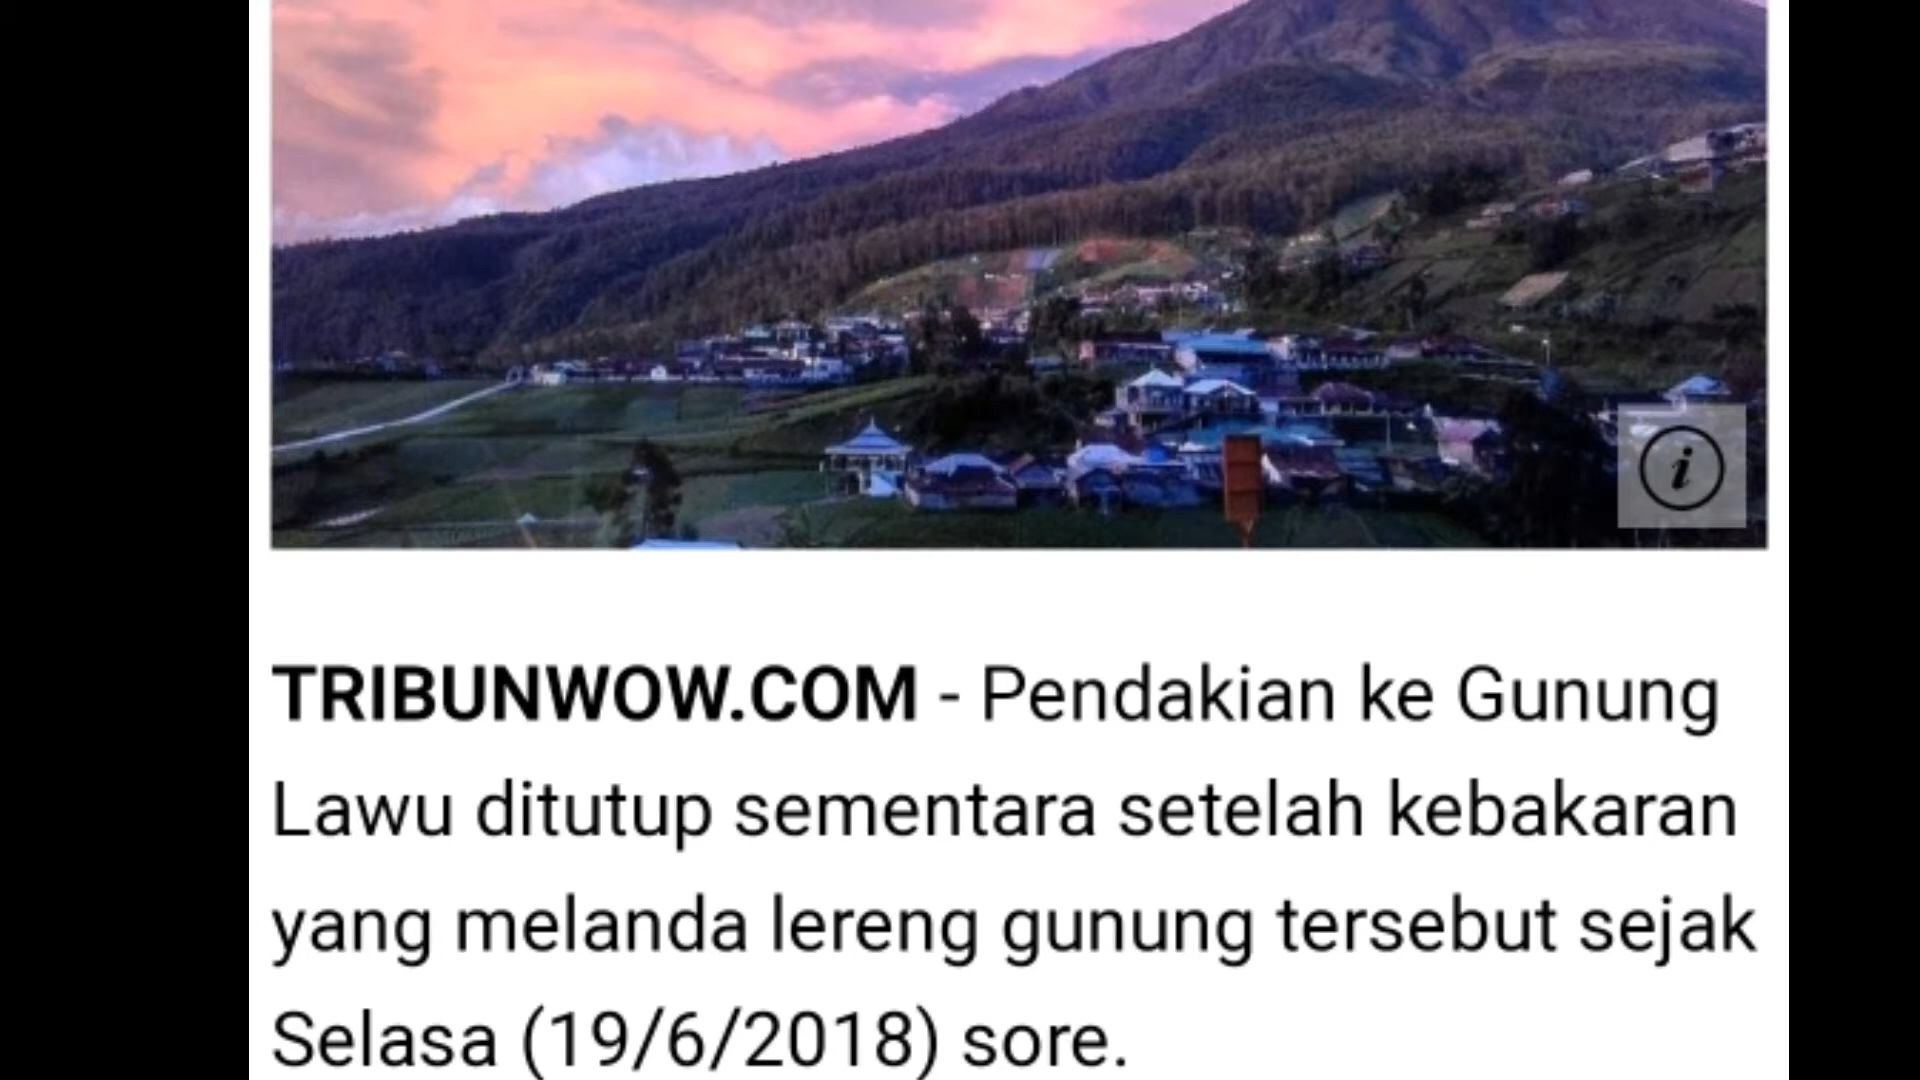 TRIBUNWOW.COM - Pendakian ke Gunung
Lawu ditutup sementara setelah kebakaran
yang melanda lereng gunung tersebut sejak
Selasa (19/6/2018) sore.